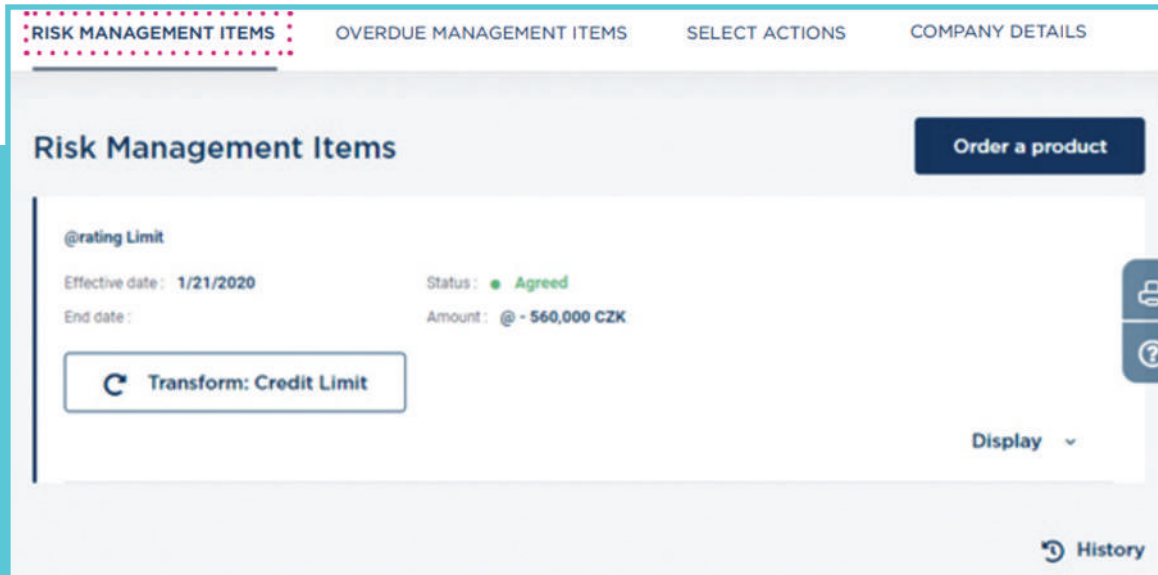 RISK MANAGEMENT ITEMS OVERDUE MANAGEMENT ITEMS SELECT ACTIONS COMPANY DETAILS
Risk Management Items
Order a product
@rating Limit
Effective date : 1/21/2020 Status : Agreed
End date : Amount : @ - 560,000 CZK
Transform: Credit Limit
Display
History